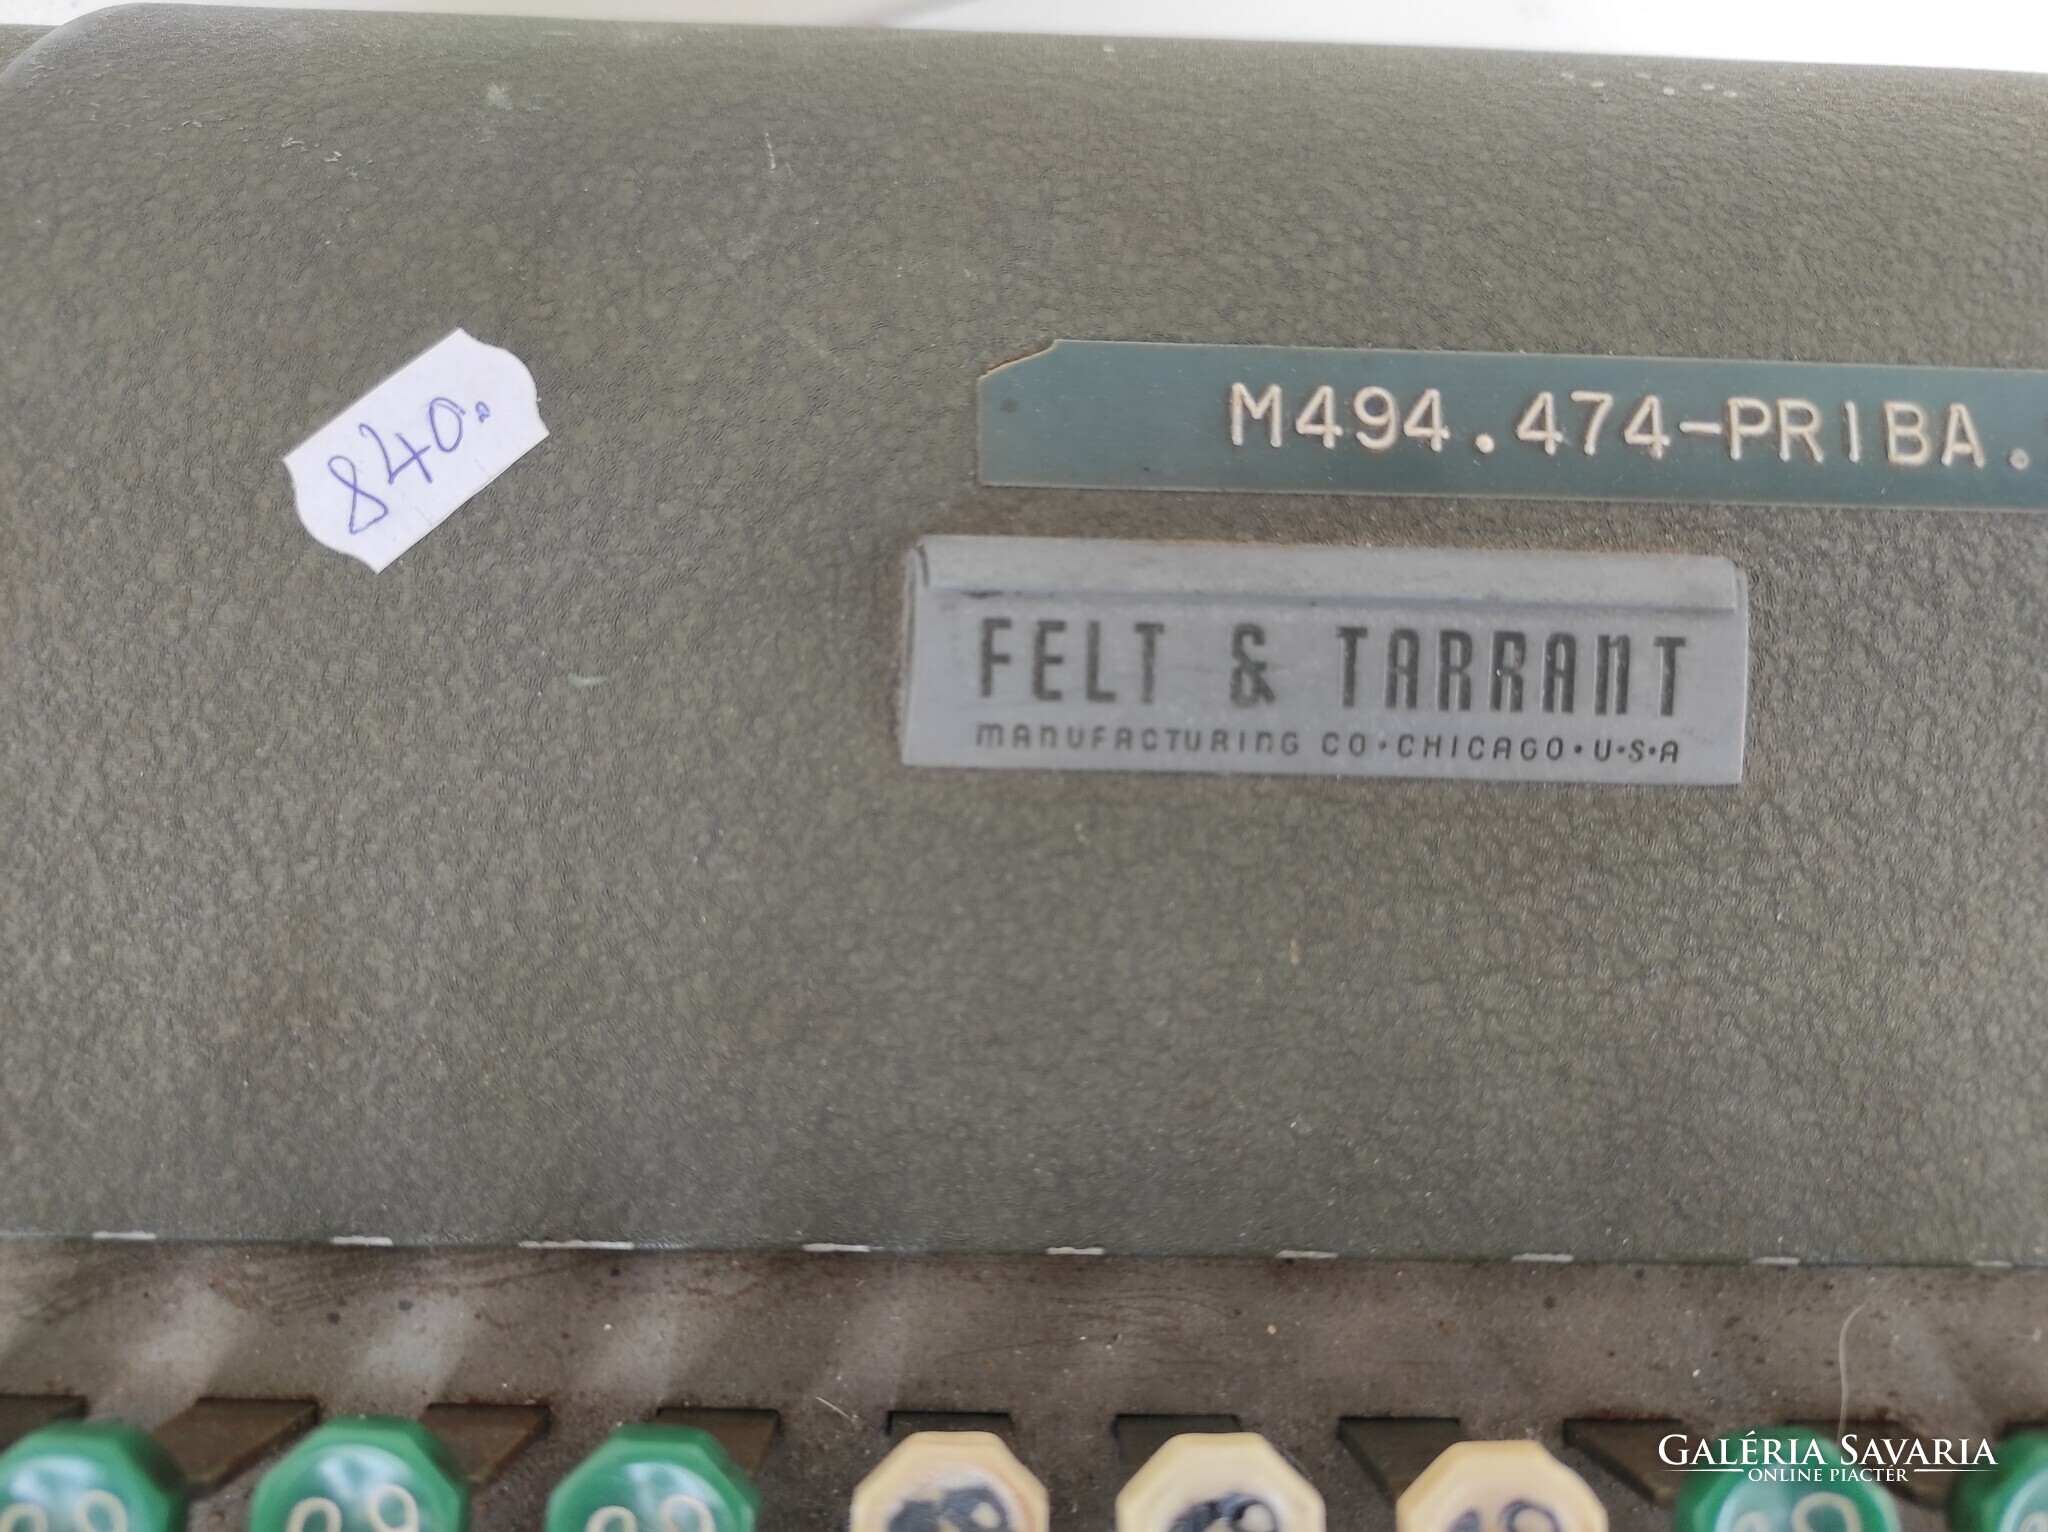 840.
M494.474-PRIBA.
FELT & TARRANT
MANUFACTURING CO•CHICAGO•U•S•A
GALÉRIA SAVARIA
ONLINE PIACTÉR